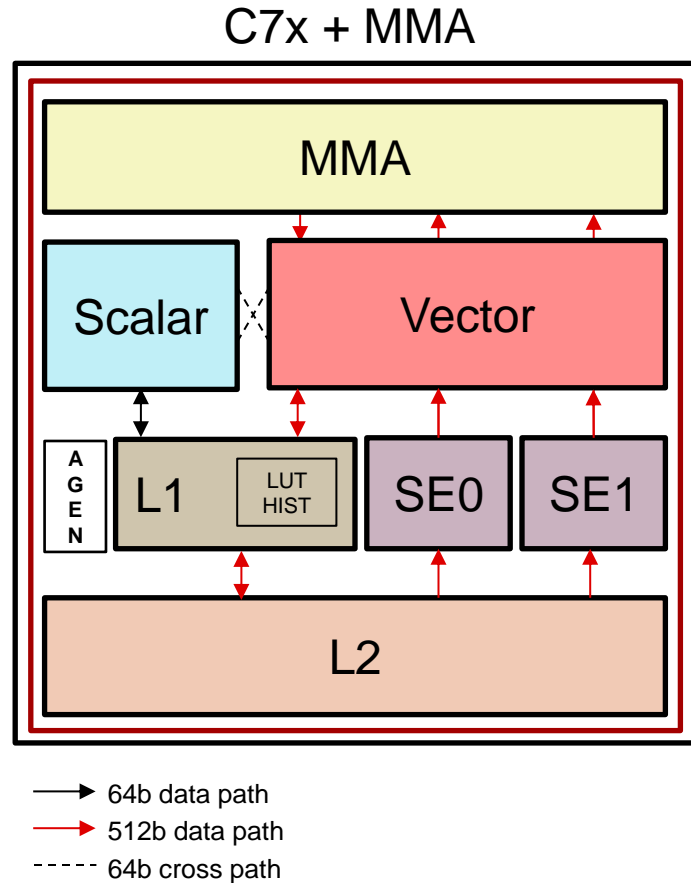 C7x + MMA
MMA
Scalar
Vector
A
G
E
N
L1
LUT
HIST
SE0
SE1
L2
64b data path
512b data path
64b cross path